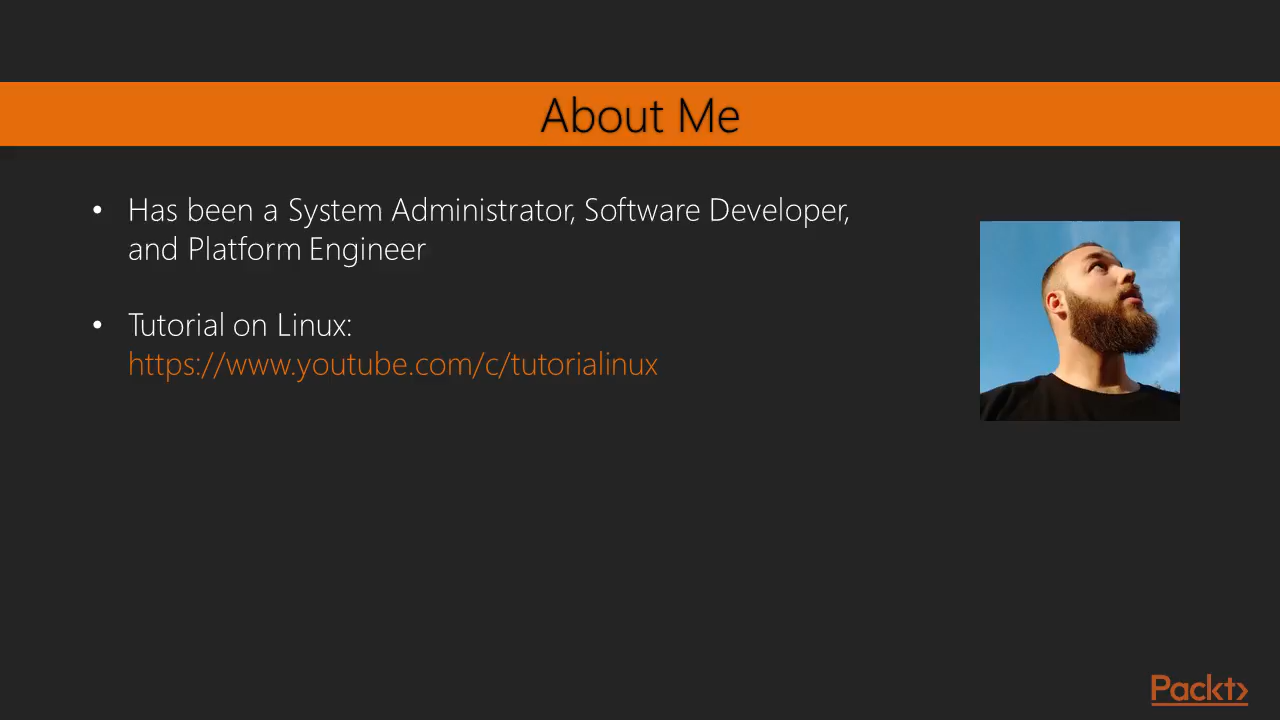 About Me
• Has been a System Administrator, Software Developer,
and Platform Engineer
• Tutorial on Linux:
https://www.youtube.com/c/tutorialinux
Packt>